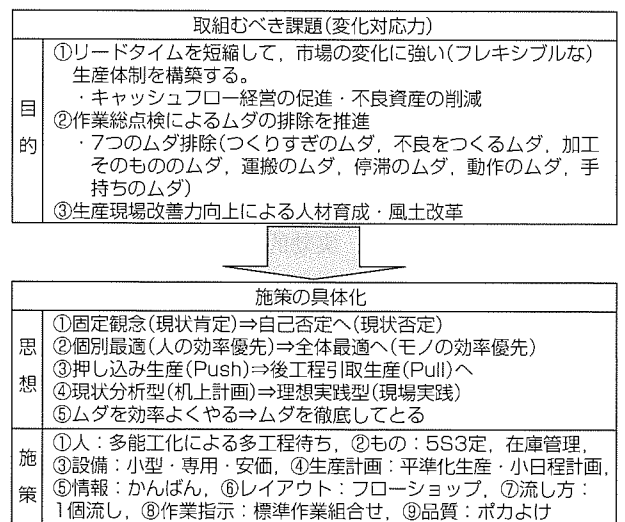 取組むべき課題(変化対応力)
目的
①リードタイムを短縮して，市場の変化に強い(フレキシブルな)
生産体制を構築する。
・キャッシュフロー経営の促進・不良資産の削減
②作業総点検によるムダの排除を推進
・7つのムダ排除(つくりすぎのムダ，不良をつくるムダ，加工
そのもののムダ，運搬のムダ，停滞のムダ，動作のムダ，手
持ちのムダ)
③生産現場改善力向上による人材育成・風土改革
施策の具体化
思想
①固定観念(現状肯定)⇒自己否定へ(現状否定)
②個別最適(人の効率優先)⇒全体最適へ(モノの効率優先)
③押し込み生産(Push)⇒後工程引取生産(Pull)へ
④現状分析型(机上計画)⇒理想実践型(現場実践)
⑤ムダを効率よくやる⇒ムダを徹底してとる
施策
①人：多能工化による多工程待ち，②もの：5S3定，在庫管理，
③設備：小型・専用・安価，④生産計画：平準化生産・小日程計画，
⑤情報：かんばん，⑥レイアウト：フローショップ，⑦流し方：
1個流し，⑧作業指示：標準作業組合せ，⑨品質：ポカよけ